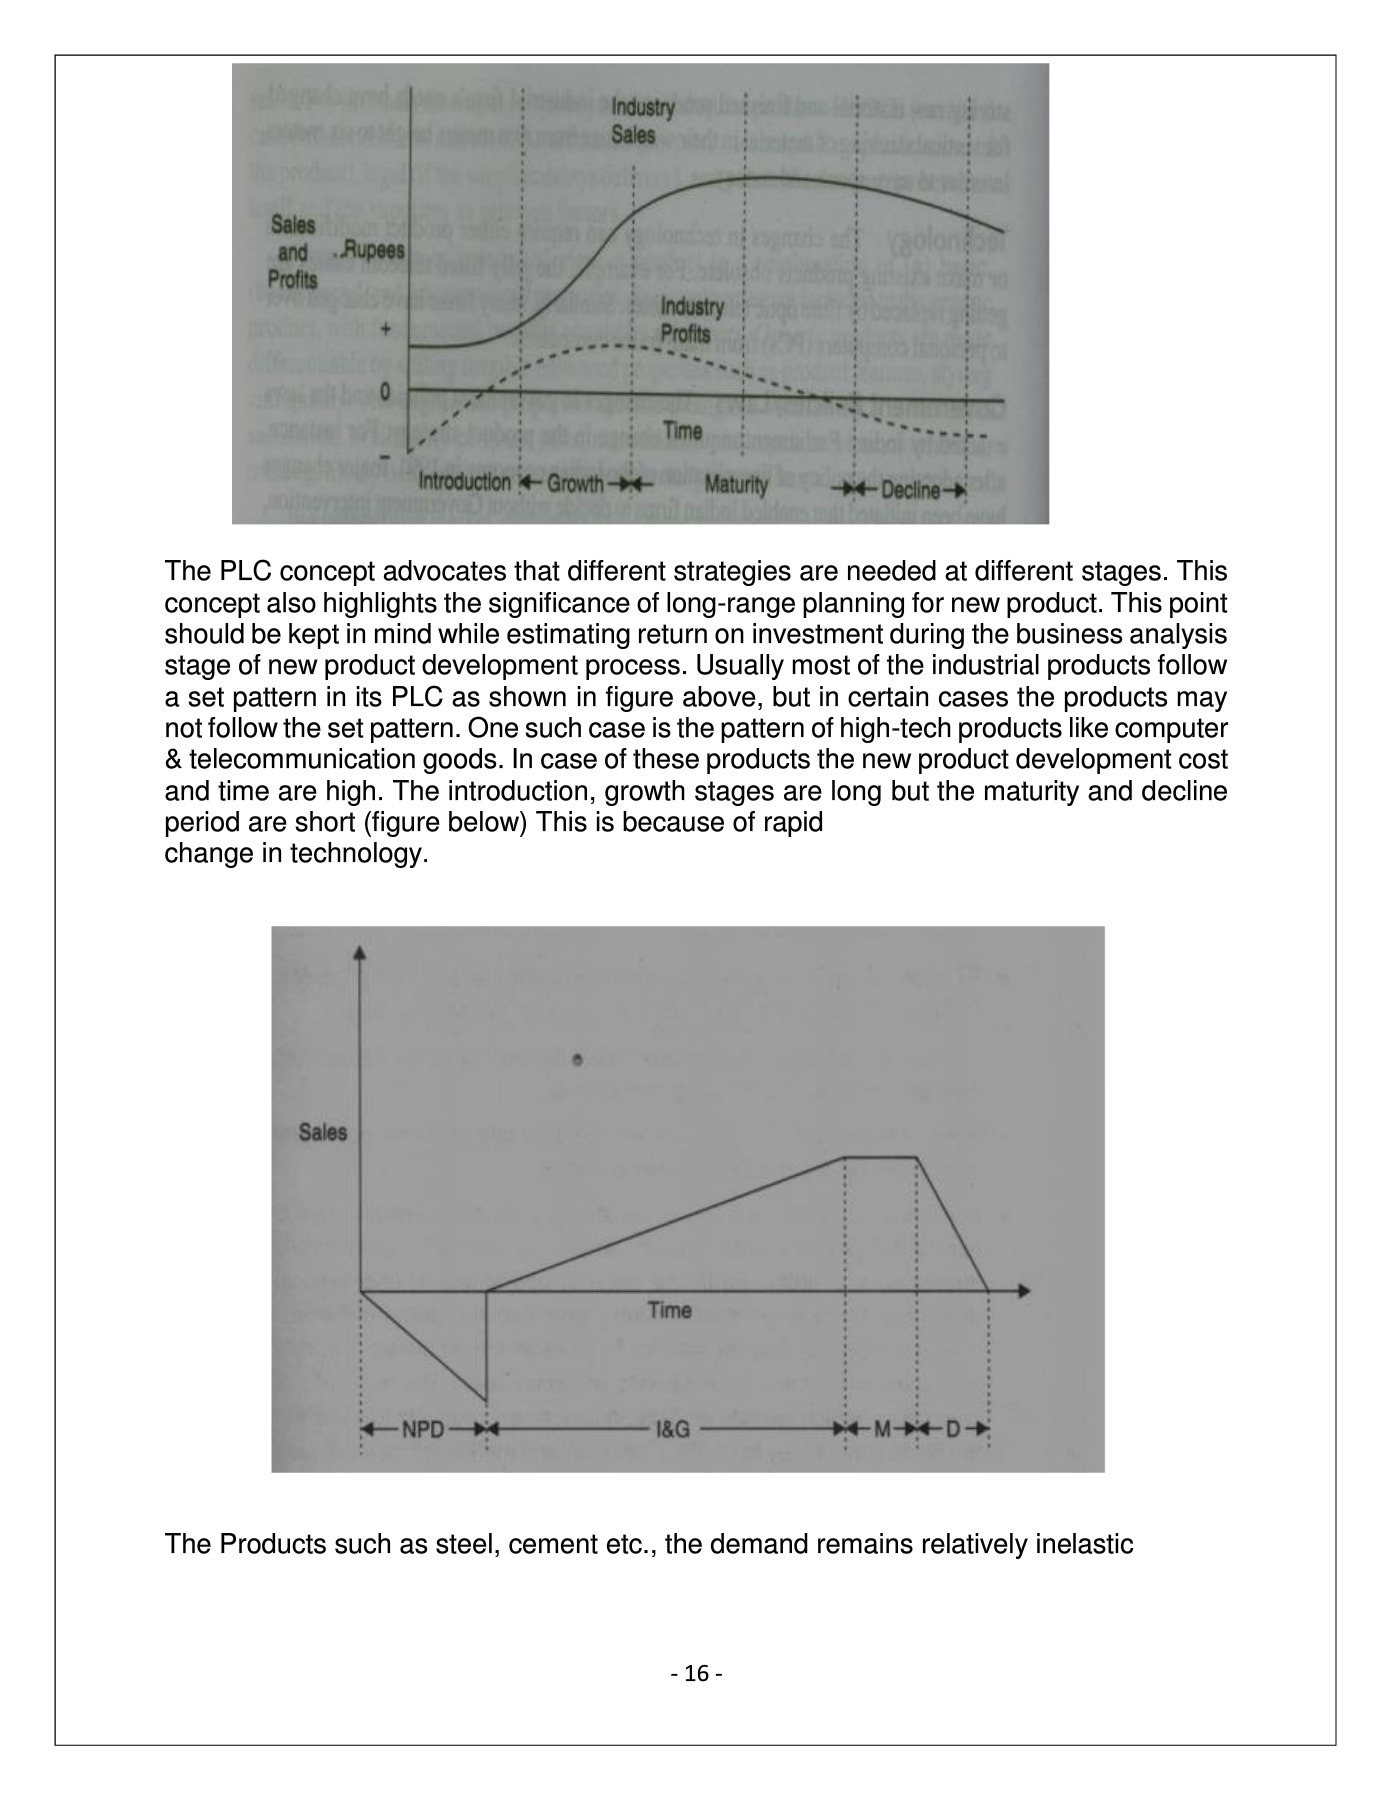 Industry
Sales
Sales
and
Profits
..Rupees
Industry
Profits
+
0
Time
–
Introduction Growth Maturity Decline
The PLC concept advocates that different strategies are needed at different stages. This
concept also highlights the significance of long-range planning for new product. This point
should be kept in mind while estimating return on investment during the business analysis
stage of new product development process. Usually most of the industrial products follow
a set pattern in its PLC as shown in figure above, but in certain cases the products may
not follow the set pattern. One such case is the pattern of high-tech products like computer
& telecommunication goods. In case of these products the new product development cost
and time are high. The introduction, growth stages are long but the maturity and decline
period are short (figure below) This is because of rapid
change in technology.
Sales
Time
NPD I&G M D
The Products such as steel, cement etc., the demand remains relatively inelastic
- 16 -